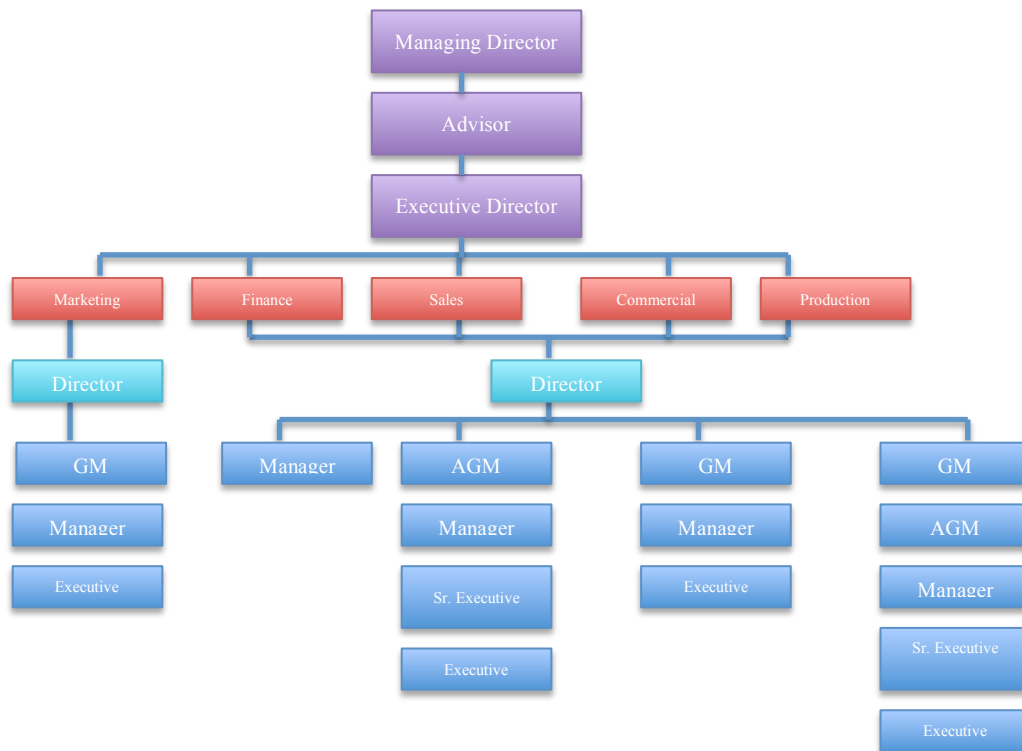 Managing Director
Advisor
Executive Director
Marketing
Finance
Sales
Commercial
Production
Director
Director
GM
Manager
AGM
GM
GM
Manager
Manager
Manager
AGM
Executive
Sr. Executive
Executive
Manager
Executive
Sr. Executive
Executive